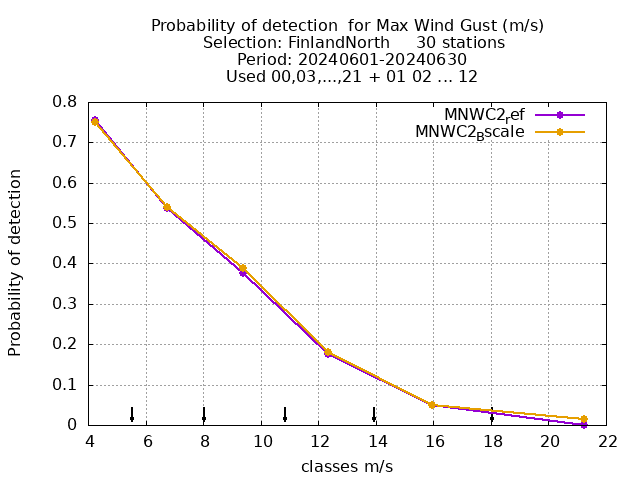 Probability of detection  for Max Wind Gust (m/s)
Selection: FinlandNorth     30 stations
Period: 20240601-20240630
Used 00,03,...,21 + 01 02 ... 12
MNWC2ref
MNWC2Bscale
0.8
0.7
0.6
0.5
0.4
0.3
0.2
0.1
0
Probability of detection
4 6 8 10 12 14 16 18 20 22
classes m/s